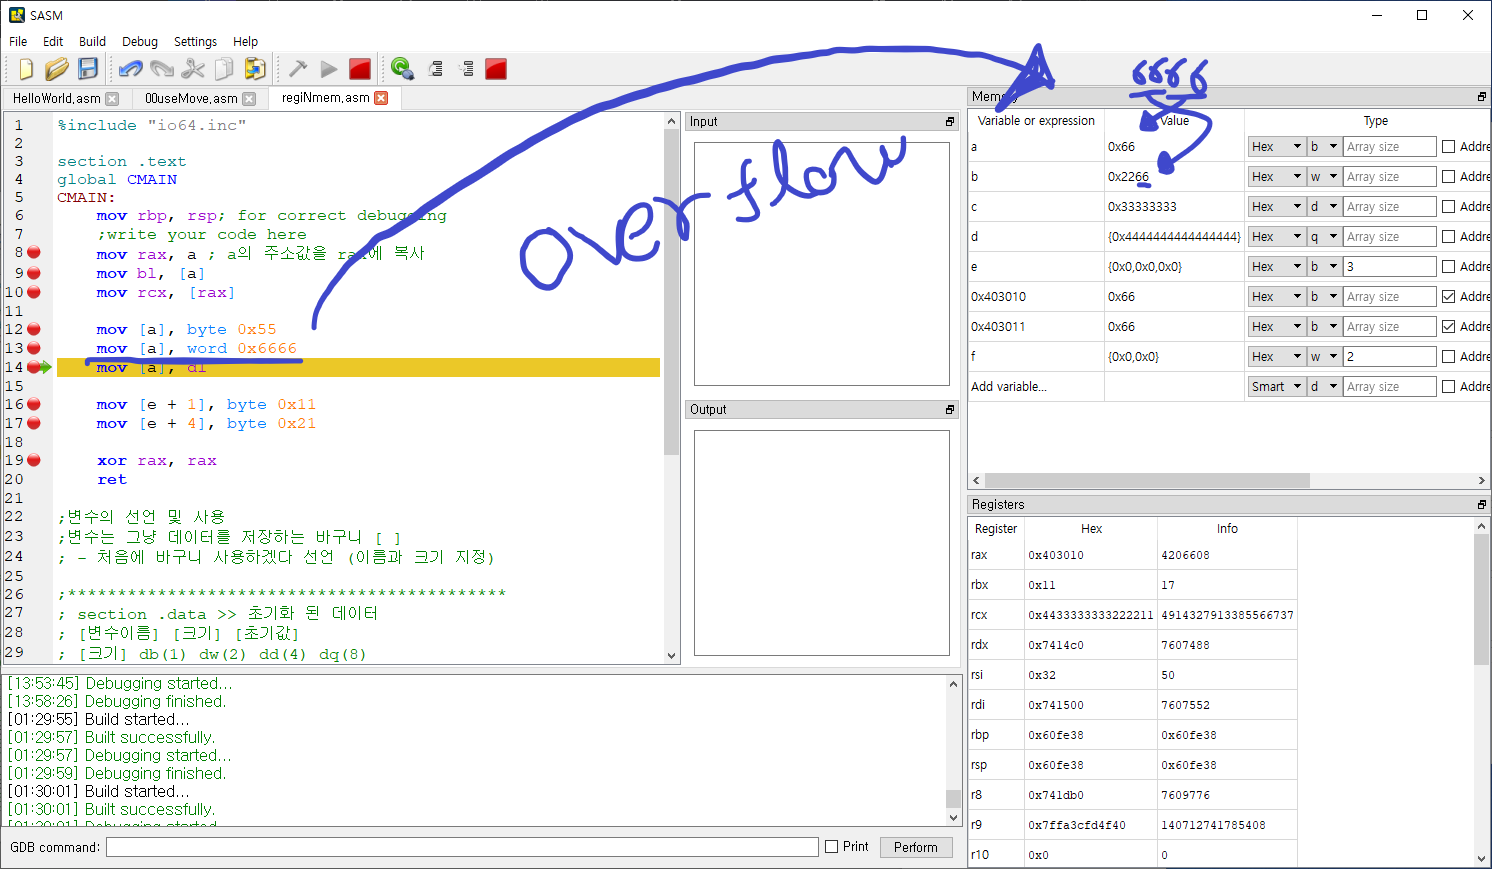 SASM
File Edit Build Debug Settings Help
HelloWorld.asm 00useMove.asm regiNmem.asm
1 %include "io64.inc"
2
3 section .text
4 global CMAIN
5 CMAIN:
6 mov rbp, rsp; for correct debugging
7 ;write your code here
8 mov rax, a ; a의 주소값을 rax에 복사
9 mov bl, [a]
10 mov rcx, [rax]
11
12 mov [a], byte 0x55
13 mov [a], word 0x6666
14 mov [a], dl
15
16 mov [e + 1], byte 0x11
17 mov [e + 4], byte 0x21
18
19 xor rax, rax
20 ret
21
22 ;변수의 선언 및 사용
23 ;변수는 그냥 데이터를 저장하는 바구니 [ ]
24 ; - 처음에 바구니 사용하겠다 선언 (이름과 크기 지정)
25
26 ;********************************************
27 ; section .data >> 초기화 된 데이터
28 ; [변수이름] [크기] [초기값]
29 ; [크기] db(1) dw(2) dd(4) dq(8)
Input
overflow
Output
6666
Memory
Variable or expression Value Type
a 0x66 Hex b Array size Addre
b 0x2266 Hex w Array size Addre
c 0x33333333 Hex d Array size Addre
d {0x4444444444444444} Hex q Array size Addre
e {0x0,0x0,0x0} Hex b 3 Addre
0x403010 0x66 Hex b Array size Addre
0x403011 0x66 Hex b Array size Addre
f {0x0,0x0} Hex w 2 Addre
Add variable... Smart d Array size Addre
Registers
Register Hex Info
rax 0x403010 4206608
rbx 0x11 17
rcx 0x4433333333222211 4914327913385566737
rdx 0x7414c0 7607488
rsi 0x32 50
rdi 0x741500 7607552
rbp 0x60fe38 0x60fe38
rsp 0x60fe38 0x60fe38
r8 0x741db0 7609776
r9 0x7ffa3cfd4f40 140712741785408
r10 0x0 0
[13:53:45] Debugging started...
[13:58:26] Debugging finished.
[01:29:55] Build started...
[01:29:57] Built successfully.
[01:29:57] Debugging started...
[01:29:59] Debugging finished.
[01:30:01] Build started...
[01:30:01] Built successfully.
GDB command: Print Perform